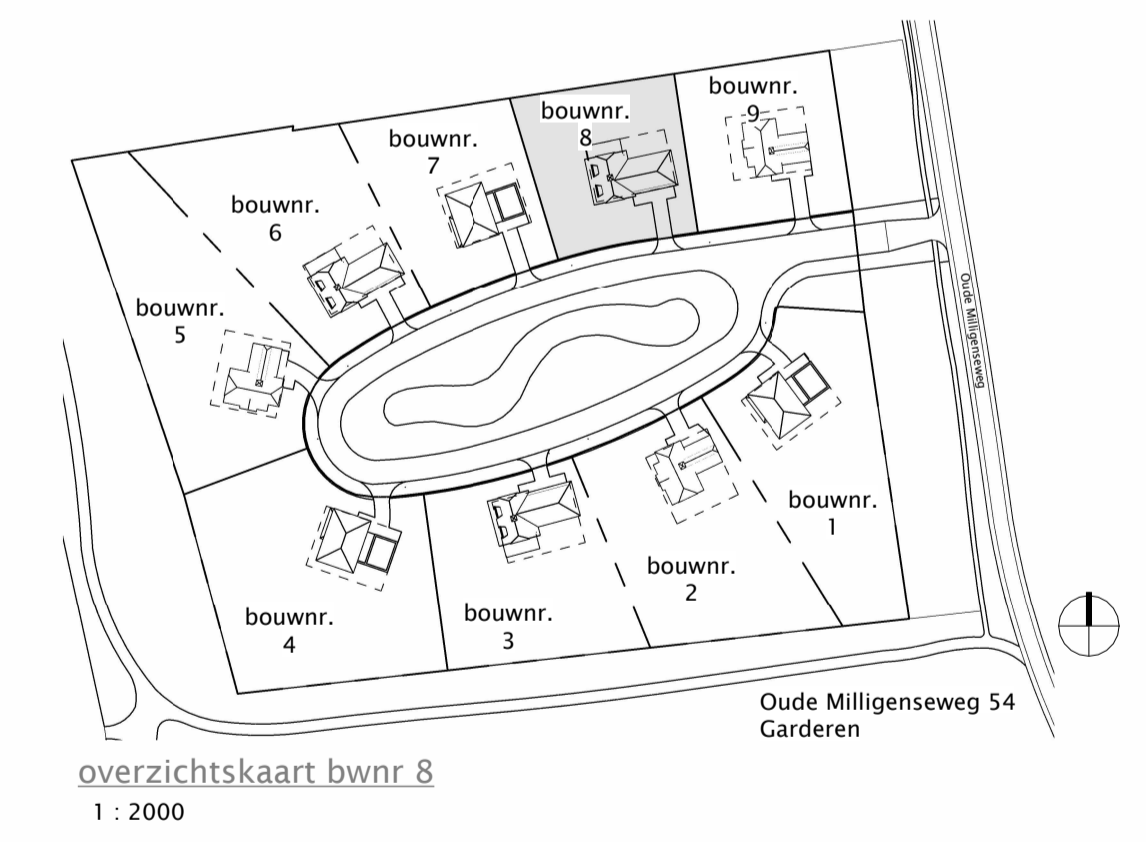 bouwnr.
9
bouwnr.
8
bouwnr.
7
bouwnr.
6
bouwnr.
5
Oude Milligenseweg
bouwnr.
1
bouwnr.
2
bouwnr.
3
bouwnr.
4
Oude Milligenseweg 54
Garderen
overzichtskaart bwnr 8
1 : 2000